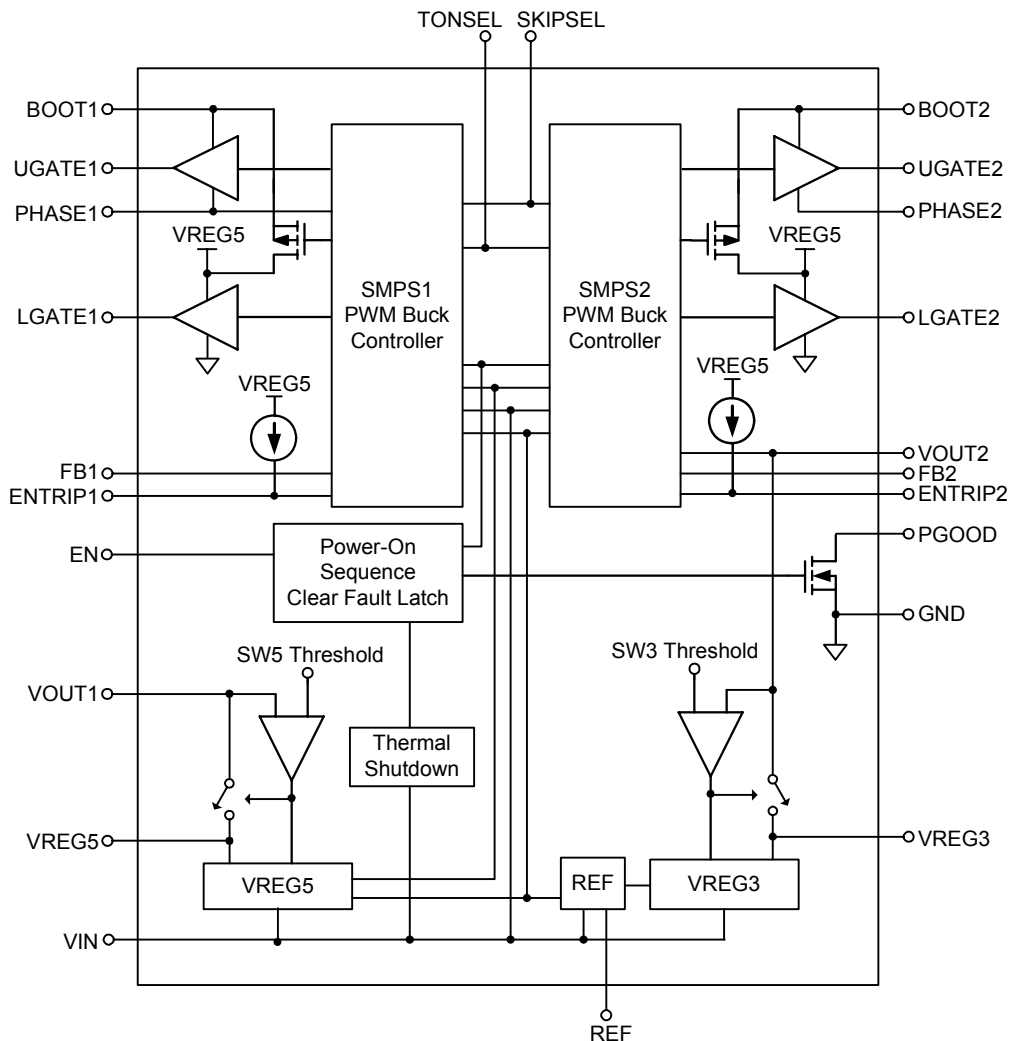 TONSEL SKIPSEL
BOOT1
BOOT2
UGATE1
UGATE2
PHASE1
PHASE2
VREG5
VREG5
SMPS1
PWM Buck
Controller
SMPS2
PWM Buck
Controller
LGATE1
LGATE2
VREG5
VREG5
VOUT2
FB1
FB2
ENTRIP1
ENTRIP2
PGOOD
EN
Power-On
Sequence
Clear Fault Latch
GND
SW5 Threshold
SW3 Threshold
VOUT1
Thermal
Shutdown
VREG5
VREG3
VREG5
REF
VREG3
VIN
REF